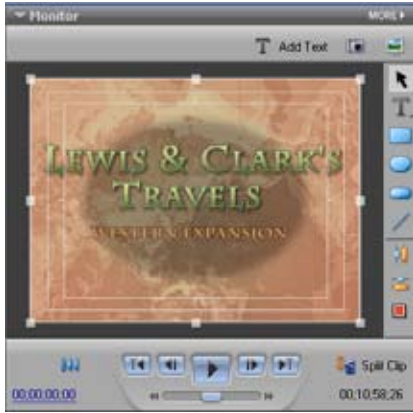 Monitor
MORE
T Add Text
T
LEWIS & CLARK'S
TRAVELS
WESTERN EXPANSION
Split Clip
00;00;00;00
00;10;58;26